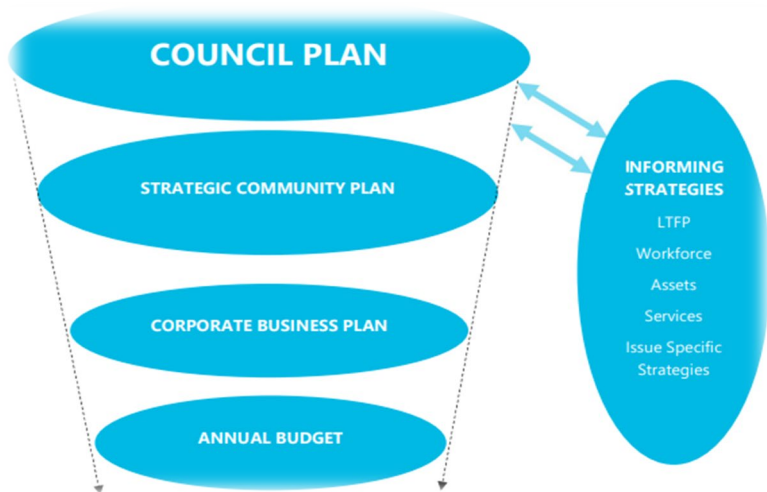 COUNCIL PLAN
STRATEGIC COMMUNITY PLAN
CORPORATE BUSINESS PLAN
ANNUAL BUDGET
INFORMING
STRATEGIES
LTFP
Workforce
Assets
Services
Issue Specific
Strategies